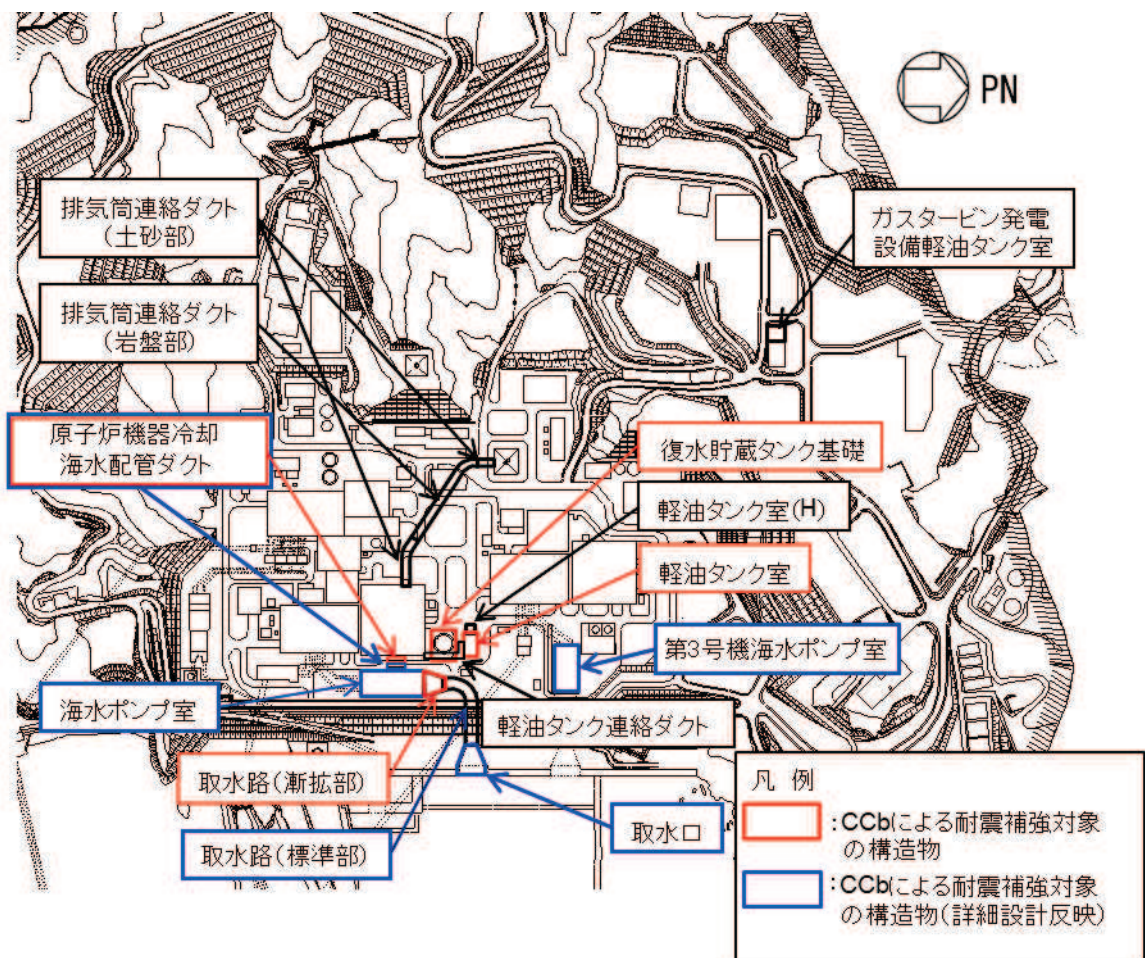 PN
排気筒連絡ダクト
(土砂部)
ガスタービン発電
設備軽油タンク室
排気筒連絡ダクト
(岩盤部)
原子炉機器冷却
海水配管ダクト
復水貯蔵タンク基礎
軽油タンク室(H)
軽油タンク室
第3号機海水ポンプ室
海水ポンプ室
軽油タンク連絡ダクト
取水路(漸拡部)
取水口
取水路(標準部)
凡 例
:CCbによる耐震補強対象
の構造物
:CCbによる耐震補強対象
の構造物(詳細設計反映)